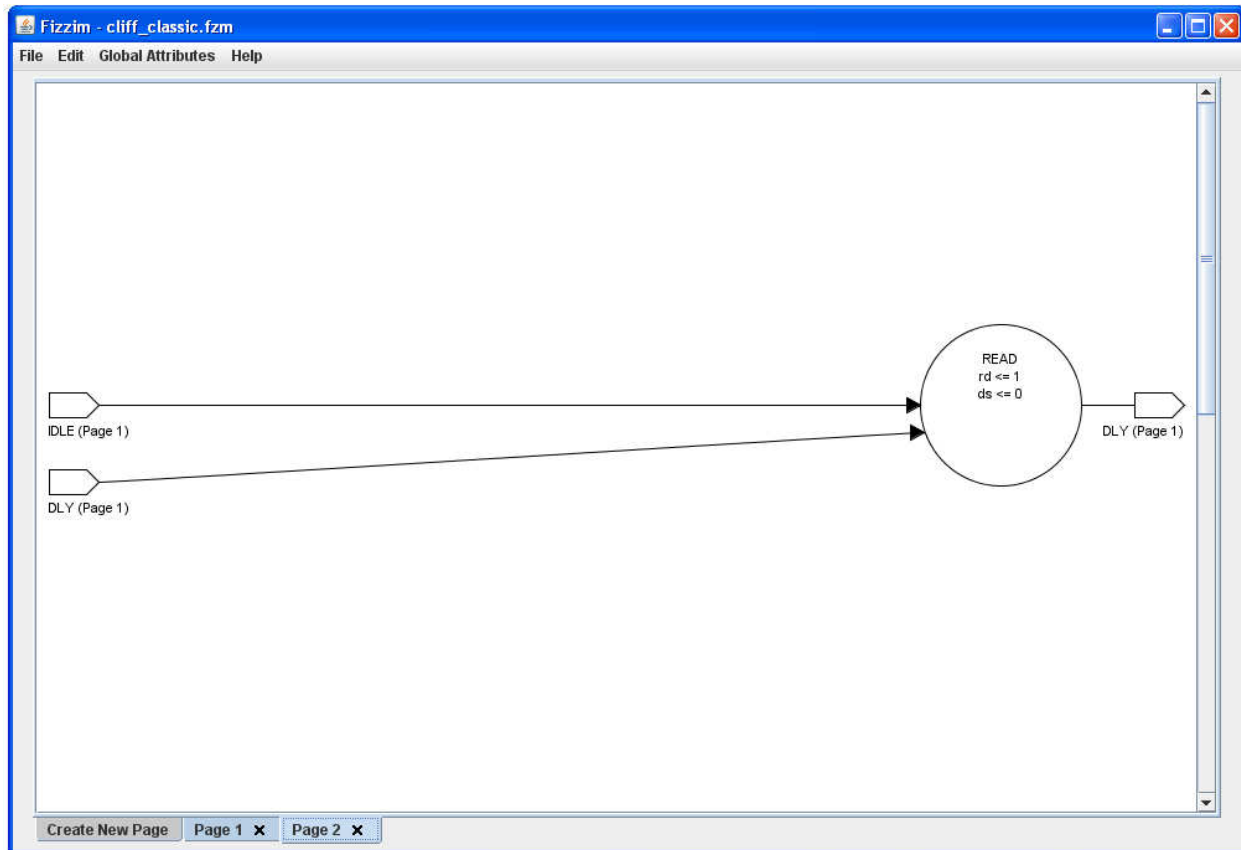 Fizzim - cliff_classic.fzm
File Edit Global Attributes Help
READ
rd <= 1
ds <= 0
IDLE (Page 1)
DLY (Page 1)
DLY (Page 1)
Create New Page Page 1 Page 2